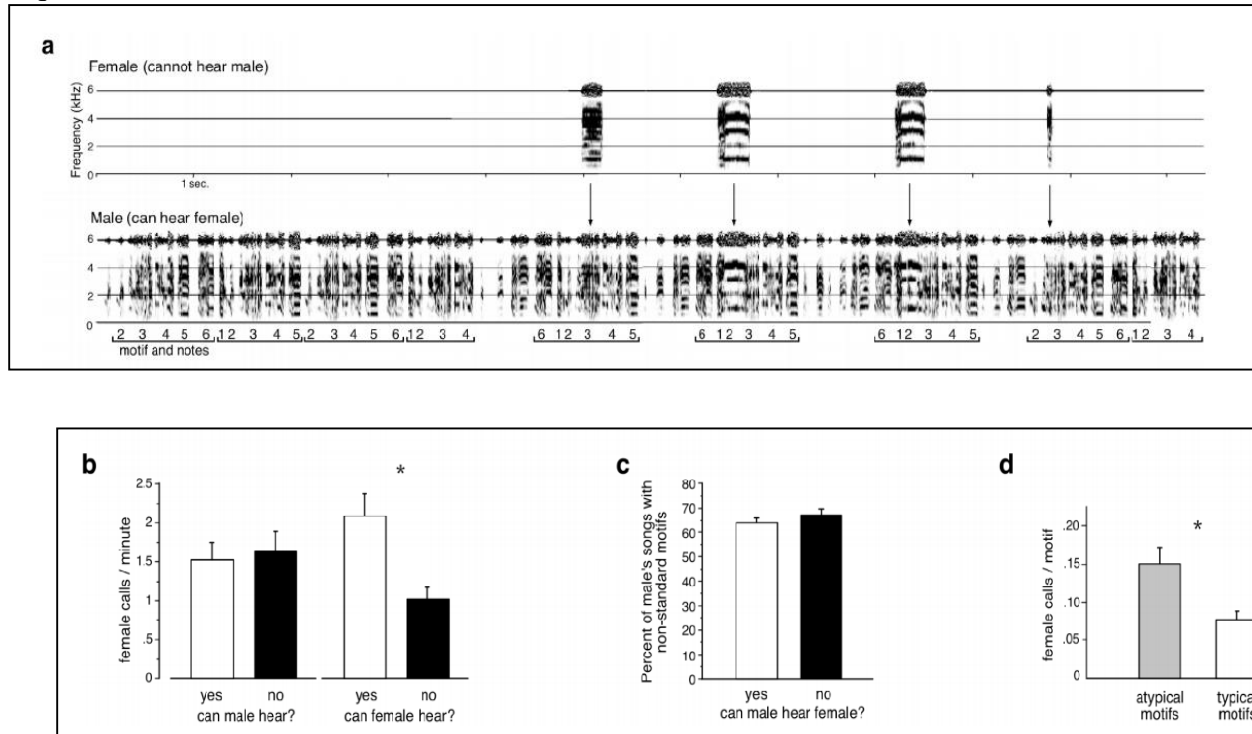 a
Female (cannot hear male)
Frequency (kHz)
6
4
2
0
1 sec.
Male (can hear female)
6
4
2
0
2 3 4 5 6 1 2 3 4 5 2 3 4 5 6 1 2 3 4 6 1 2 3 4 5 6 1 2 3 4 5 6 1 2 3 4 5 2 3 4 5 6 1 2 3 4
motif and notes
b
*
female calls / minute
2.5
2
1.5
1
.5
0
yes no yes no
can male hear? can female hear?
c
Percent of male's songs with
non-standard motifs
80
70
60
50
40
30
20
10
0
yes no
can male hear female?
d
*
female calls / motif
.20
.15
.10
.05
0
atypical
motifs